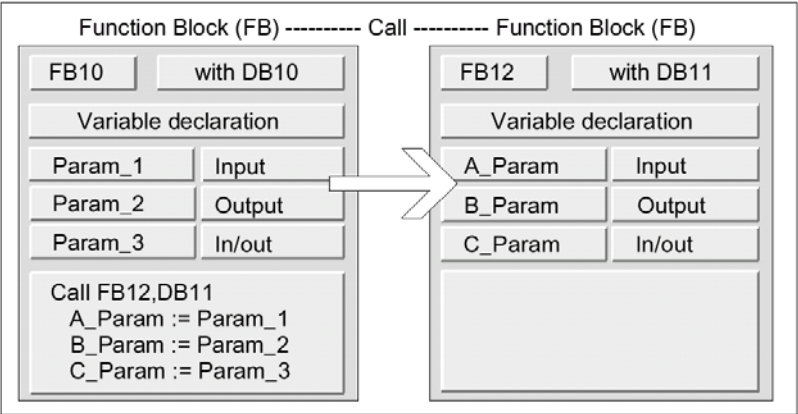 Function Block (FB) ---------- Call ---------- Function Block (FB)
FB10 with DB10
Variable declaration
Param_1 Input
Param_2 Output
Param_3 In/out
Call FB12,DB11
A_Param := Param_1
B_Param := Param_2
C_Param := Param_3
FB12 with DB11
Variable declaration
A_Param Input
B_Param Output
C_Param In/out